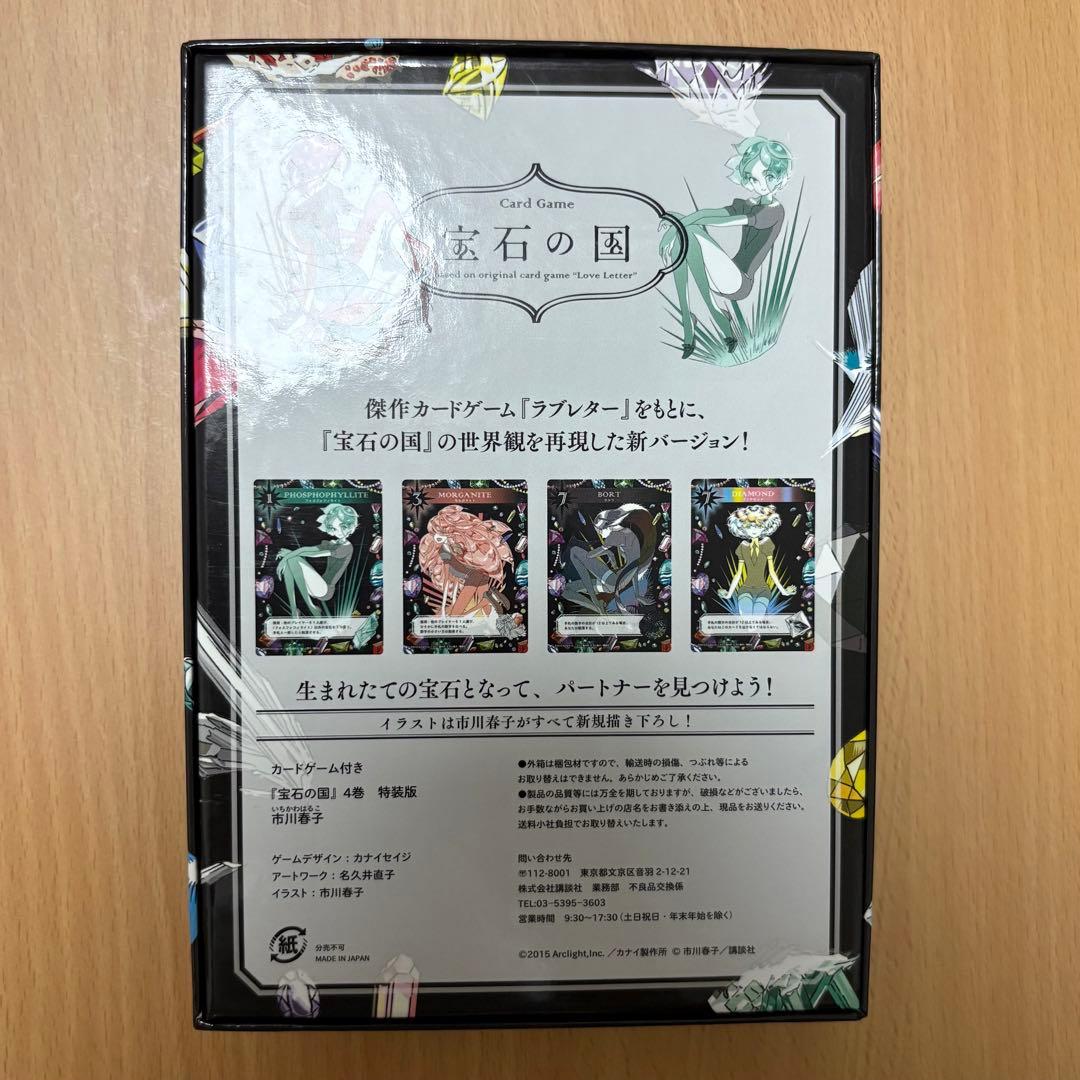 Card Game
宝石の国
based on original card game "Love Letter"
傑作カードゲーム『ラブレター』をもとに、
『宝石の国』の世界観を再現した新バージョン！
1 PHOSPHOPHYLLITE
3 MORGANITE
7 BORT
7 DIAMOND
生まれたての宝石となって、パートナーを見つけよう！
イラストは市川春子がすべて新規描き下ろし！
カードゲーム付き
『宝石の国』4巻 特装版
いちかわはるこ
市川春子
ゲームデザイン：カナイセイジ
アートワーク：名久井直子
イラスト：市川春子
紙
分売不可
MADE IN JAPAN
●外箱は梱包材ですので、輸送時の損傷、つぶれ等による
お取り替えはできません。あらかじめご了承ください。
●製品の品質等には万全を期しておりますが、破損などがございましたら、
お手数ながらお買い上げの店名をお書き添えの上、現品をお送りください。
送料小社負担でお取り替えいたします。
問い合わせ先
〒112-8001 東京都文京区音羽 2-12-21
株式会社講談社 業務部 不良品交換係
TEL:03-5395-3603
営業時間 9:30～17:30（土日祝日・年末年始を除く）
©2015 Arclight,Inc. ／カナイ製作所 © 市川春子／講談社